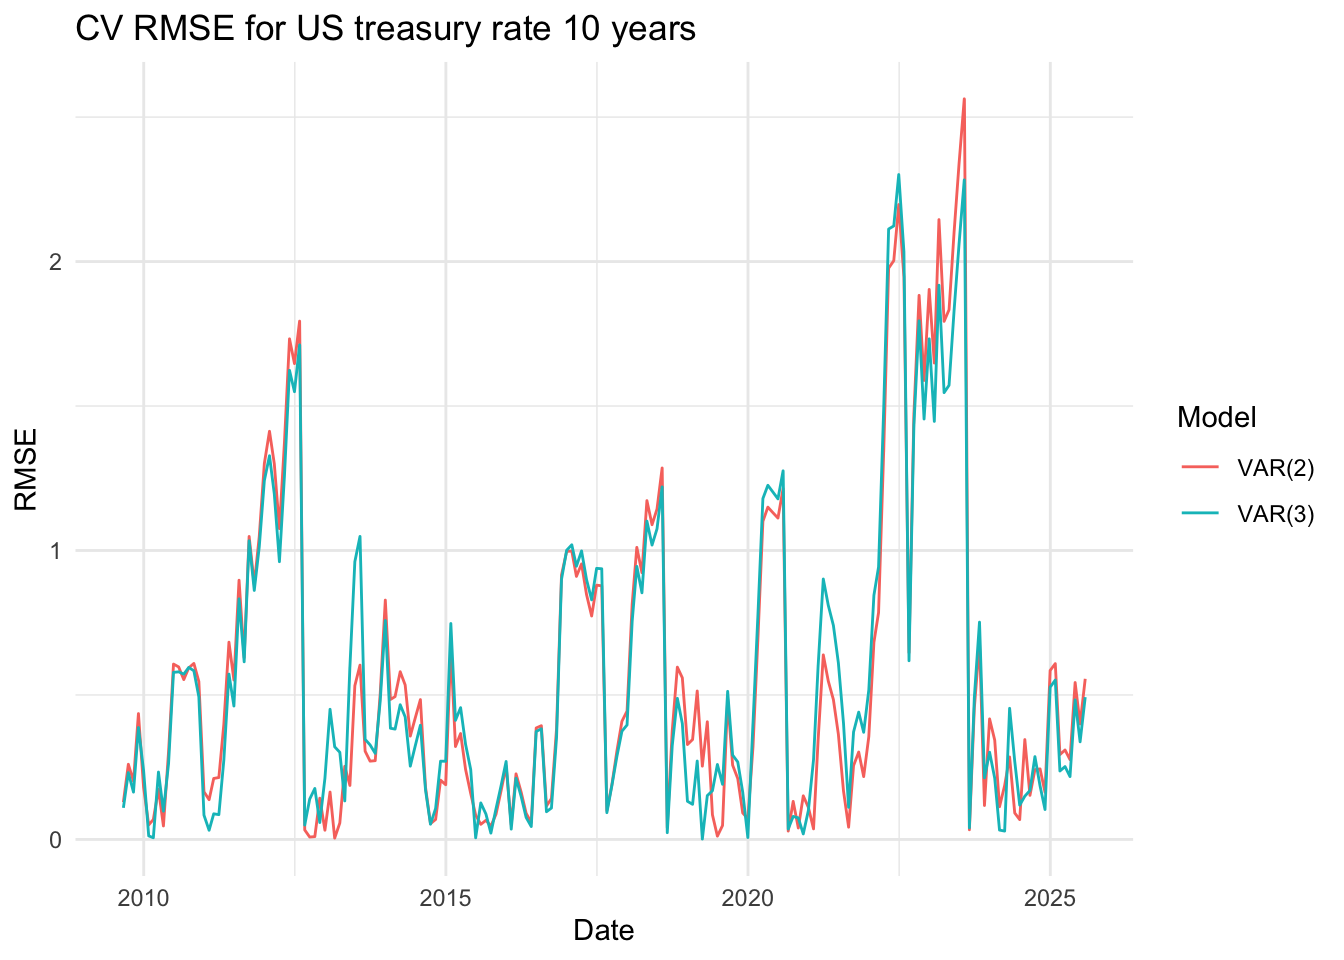 CV RMSE for US treasury rate 10 years
RMSE
2
1
0
2010
2015
2020
2025
Date
Model
VAR(2)
VAR(3)